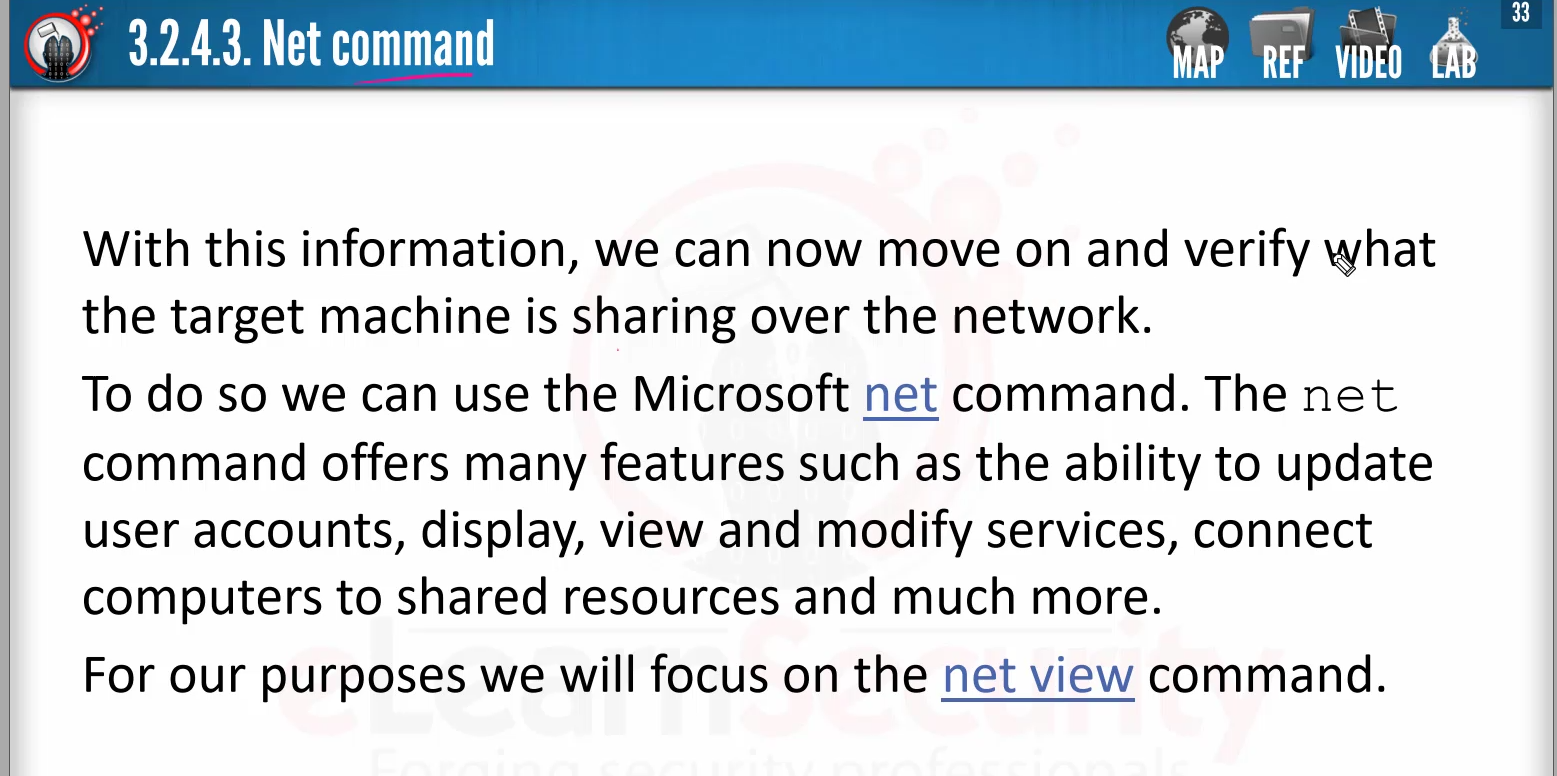 3.2.4.3. Net command
MAP
REF
VIDEO
LAB
33
With this information, we can now move on and verify what
the target machine is sharing over the network.
To do so we can use the Microsoft net command. The net
command offers many features such as the ability to update
user accounts, display, view and modify services, connect
computers to shared resources and much more.
For our purposes we will focus on the net view command.
eLearnSecurity
Forging security professionals